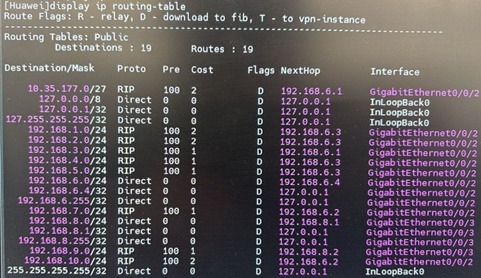 [Huawei]display ip routing-table
Route Flags: R - relay, D - download to fib, T - to vpn-instance
------------------------------------------------------------------------------
Routing Tables: Public
Destinations : 19 Routes : 19
Destination/Mask Proto Pre Cost Flags NextHop Interface
10.35.177.0/27 RIP 100 2 D 192.168.6.1 GigabitEthernet0/0/2
127.0.0.0/8 Direct 0 0 D 127.0.0.1 InLoopBack0
127.0.0.1/32 Direct 0 0 D 127.0.0.1 InLoopBack0
127.255.255.255/32 Direct 0 0 D 127.0.0.1 InLoopBack0
192.168.1.0/24 RIP 100 2 D 192.168.6.3 GigabitEthernet0/0/2
192.168.2.0/24 RIP 100 2 D 192.168.6.3 GigabitEthernet0/0/2
192.168.3.0/24 RIP 100 1 D 192.168.6.1 GigabitEthernet0/0/2
192.168.4.0/24 RIP 100 1 D 192.168.6.3 GigabitEthernet0/0/2
192.168.5.0/24 RIP 100 1 D 192.168.6.3 GigabitEthernet0/0/2
192.168.6.0/24 Direct 0 0 D 192.168.6.4 GigabitEthernet0/0/2
192.168.6.4/32 Direct 0 0 D 127.0.0.1 GigabitEthernet0/0/2
192.168.6.255/32 Direct 0 0 D 127.0.0.1 GigabitEthernet0/0/2
192.168.7.0/24 RIP 100 1 D 192.168.6.2 GigabitEthernet0/0/2
192.168.8.0/24 Direct 0 0 D 192.168.8.1 GigabitEthernet0/0/3
192.168.8.1/32 Direct 0 0 D 127.0.0.1 GigabitEthernet0/0/3
192.168.8.255/32 Direct 0 0 D 127.0.0.1 GigabitEthernet0/0/3
192.168.9.0/24 RIP 100 1 D 192.168.8.2 GigabitEthernet0/0/3
192.168.10.0/24 RIP 100 2 D 192.168.6.2 GigabitEthernet0/0/2
255.255.255.255/32 Direct 0 0 D 127.0.0.1 InLoopBack0